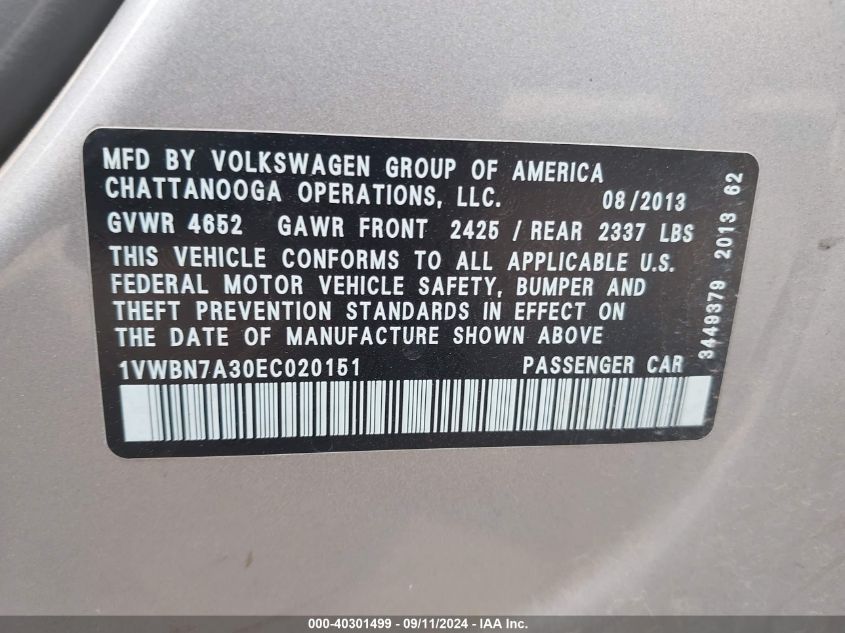 MFD BY VOLKSWAGEN GROUP OF AMERICA
CHATTANOOGA OPERATIONS, LLC. 08/2013
GVWR 4652 GAWR FRONT 2425 / REAR 2337 LBS
THIS VEHICLE CONFORMS TO ALL APPLICABLE U.S.
FEDERAL MOTOR VEHICLE SAFETY, BUMPER AND
THEFT PREVENTION STANDARDS IN EFFECT ON
THE DATE OF MANUFACTURE SHOWN ABOVE
1VWBN7A30EC020151 PASSENGER CAR
3449379 2013 62
000-40301499 - 09/11/2024 - IAA Inc.